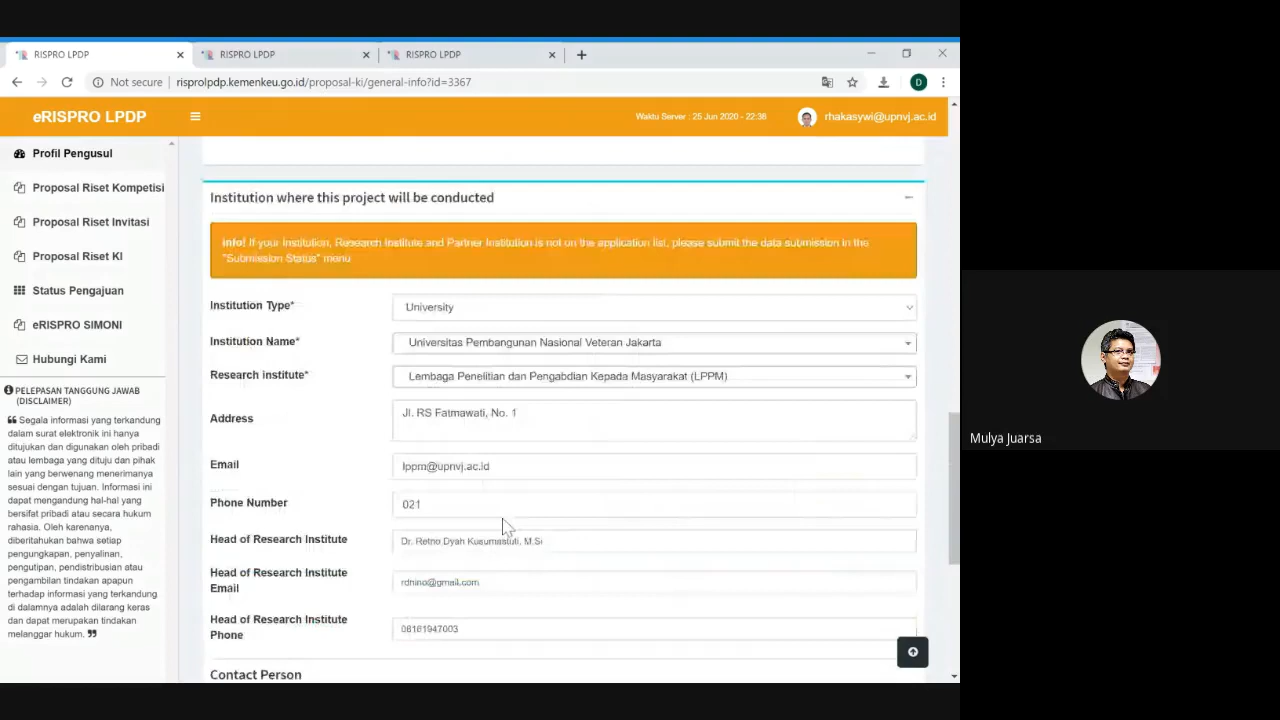 RISPRO LPDP
RISPRO LPDP
RISPRO LPDP
Not secure
risprolpdp.kemenkeu.go.id/proposal-ki/general-info?id=3367
eRISPRO LPDP
Waktu Server : 25 Jun 2020 - 22:36
rhakasywi@upnvj.ac.id
Profil Pengusul
Proposal Riset Kompetisi
Proposal Riset Invitasi
Proposal Riset KI
Status Pengajuan
eRISPRO SIMONI
Hubungi Kami
PELEPASAN TANGGUNG JAWAB
(DISCLAIMER)
Segala informasi yang terkandung
dalam surat elektronik ini hanya
ditujukan dan digunakan oleh pribadi
atau lembaga yang dituju dan pihak
lain yang berwenang menerimanya
sesuai dengan tujuan. Informasi ini
dapat mengandung hal-hal yang
bersifat pribadi atau secara hukum
rahasia. Oleh karenanya,
diberitahukan bahwa setiap
pengungkapan, penyalinan,
pengutipan, pendistribusian atau
pengambilan tindakan apapun
terhadap informasi yang terkandung
di dalamnya adalah dilarang keras
dan dapat merupakan tindakan
melanggar hukum.
Institution where this project will be conducted
Info! If your Institution, Research Institute and Partner Institution is not on the application list, please submit the data submission in the
"Submission Status" menu
Institution Type*
University
Institution Name*
Universitas Pembangunan Nasional Veteran Jakarta
Research institute*
Lembaga Penelitian dan Pengabdian Kepada Masyarakat (LPPM)
Address
Jl. RS Fatmawati, No. 1
Email
lppm@upnvj.ac.id
Phone Number
021
Head of Research Institute
Dr. Retno Dyah Kusumastuti, M.Si
Head of Research Institute
Email
rdnino@gmail.com
Head of Research Institute
Phone
08161947003
Contact Person
D
Mulya Juarsa